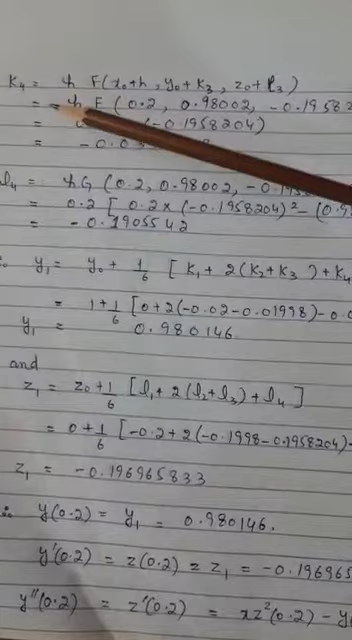 K₄ = h F(x₀+h, y₀+K₃, z₀+l₃)
= h F(0.2, 0.98002, -0.1958
= (-0.1958204)
= -0.03
l₄ = hG(0.2, 0.98002, -0.1958
= 0.2[0.2×(-0.1958204)²-(0.9
= -0.1905542
∴ y₁ = y₀ + 1/6 [K₁ + 2(K₂+K₃) + K₄
= 1+1/6[0+2(-0.02-0.01998)-0.0
y₁ = 0.980146.
and
z₁ = z₀+1/6[l₁+2(l₂+l₃)+l₄]
= 0+1/6[-0.2+2(-0.1998-0.1958204)-
z₁ = -0.196965833
∴ y(0.2) = y₁ = 0.980146.
y'(0.2) = z(0.2) = z₁ = -0.196965
y''(0.2) = z'(0.2) = xz²(0.2) - y